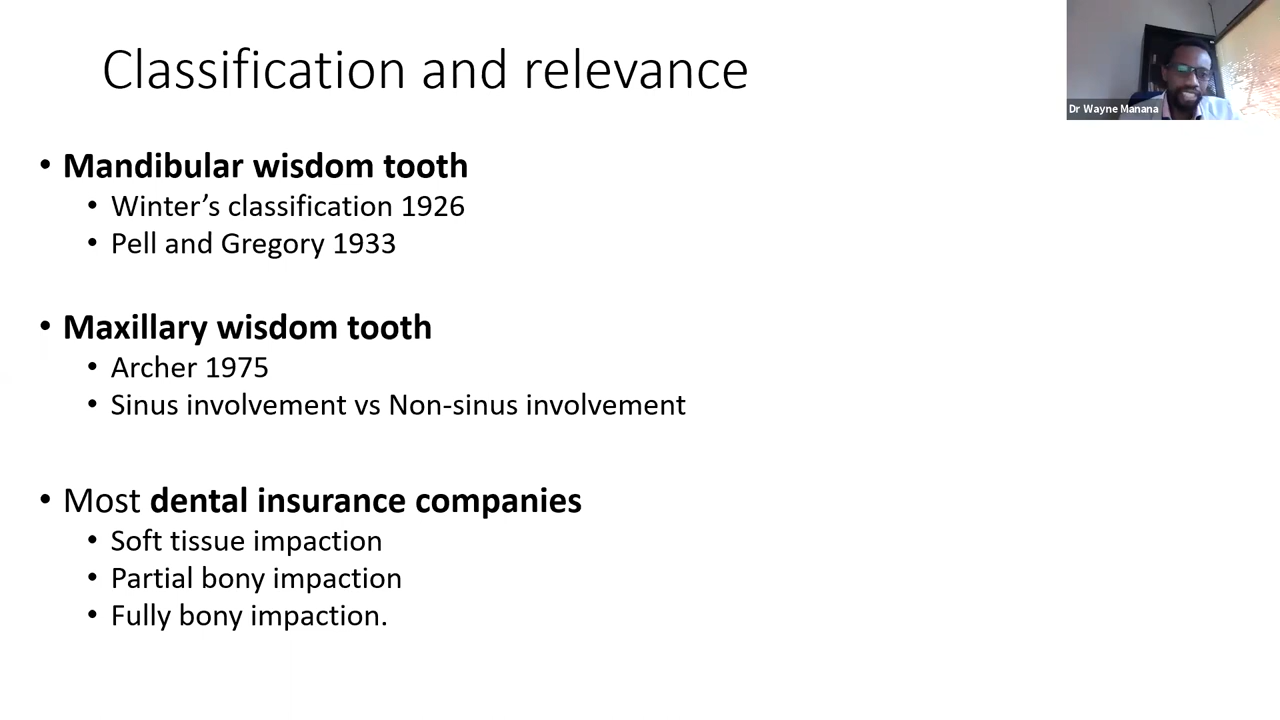 Classification and relevance
Dr Wayne Manana
• Mandibular wisdom tooth
• Winter’s classification 1926
• Pell and Gregory 1933
• Maxillary wisdom tooth
• Archer 1975
• Sinus involvement vs Non-sinus involvement
• Most dental insurance companies
• Soft tissue impaction
• Partial bony impaction
• Fully bony impaction.